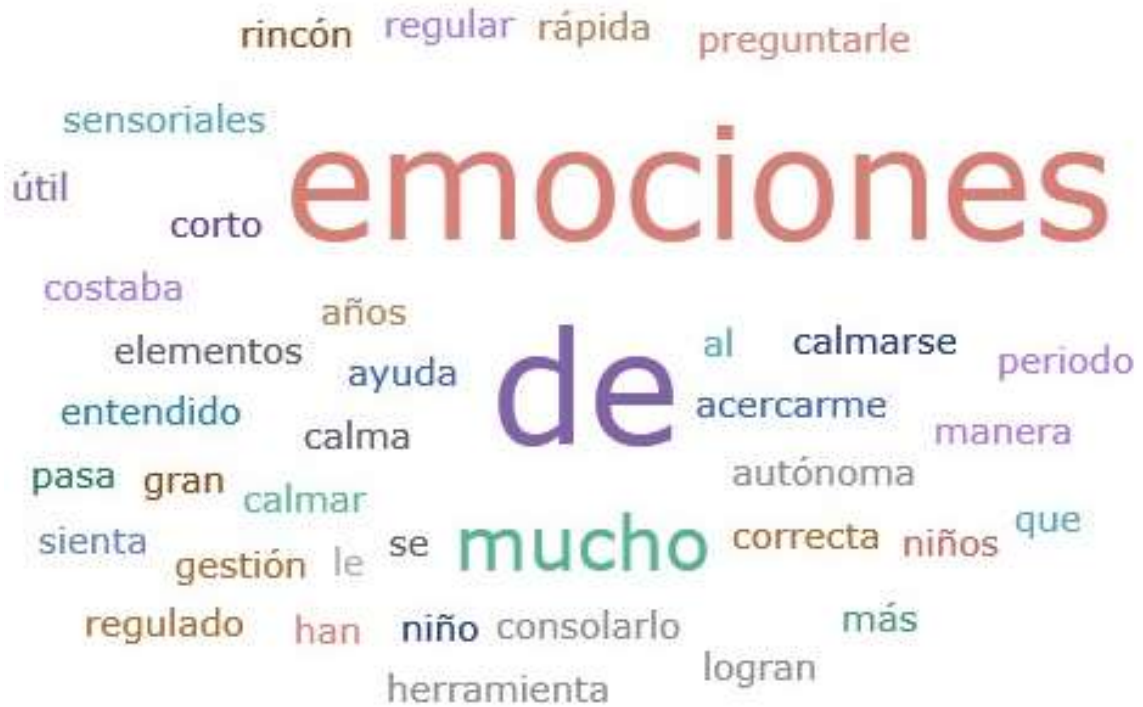 rincón regular rápida preguntarle
sensoriales
emociones
útil
corto
costaba
años
elementos
ayuda
de
al
calmarse
periodo
entendido
calma
acercarme
manera
pasa gran calmar
autónoma
sienta
gestión le se mucho correcta niños que
regulado han niño consolarlo más
herramienta logran